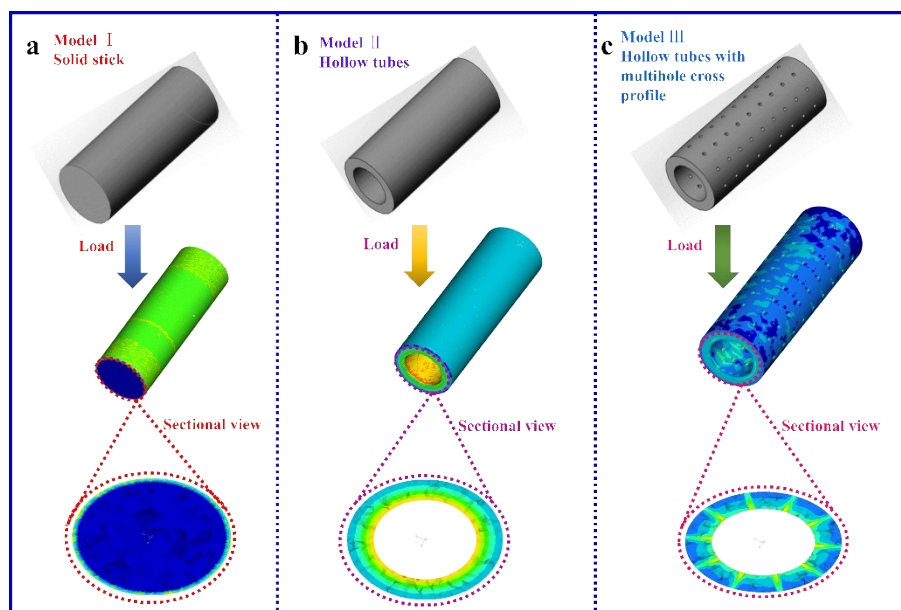 a
Model Ⅰ
Solid stick
Load
Sectional view
b
Model Ⅱ
Hollow tubes
Load
Sectional view
c
Model Ⅲ
Hollow tubes with
multihole cross
profile
Load
Sectional view